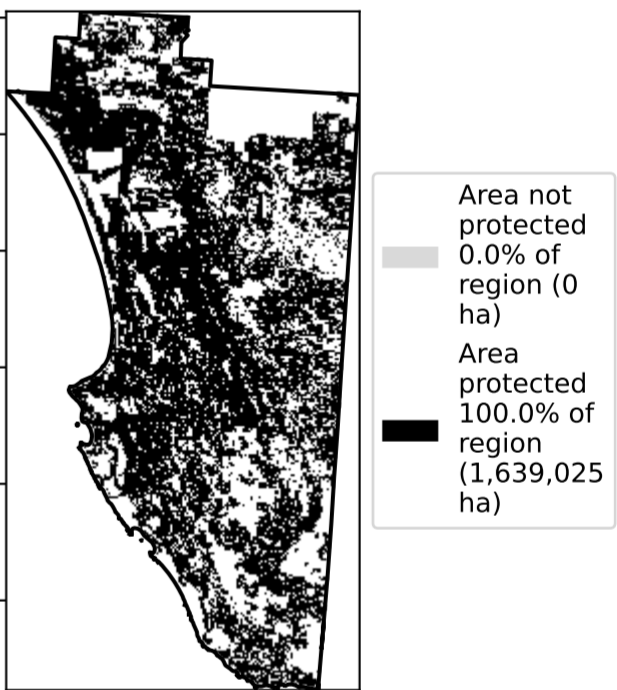 Area not
protected
0.0% of
region (0
ha)
Area
protected
100.0% of
region
(1,639,025
ha)